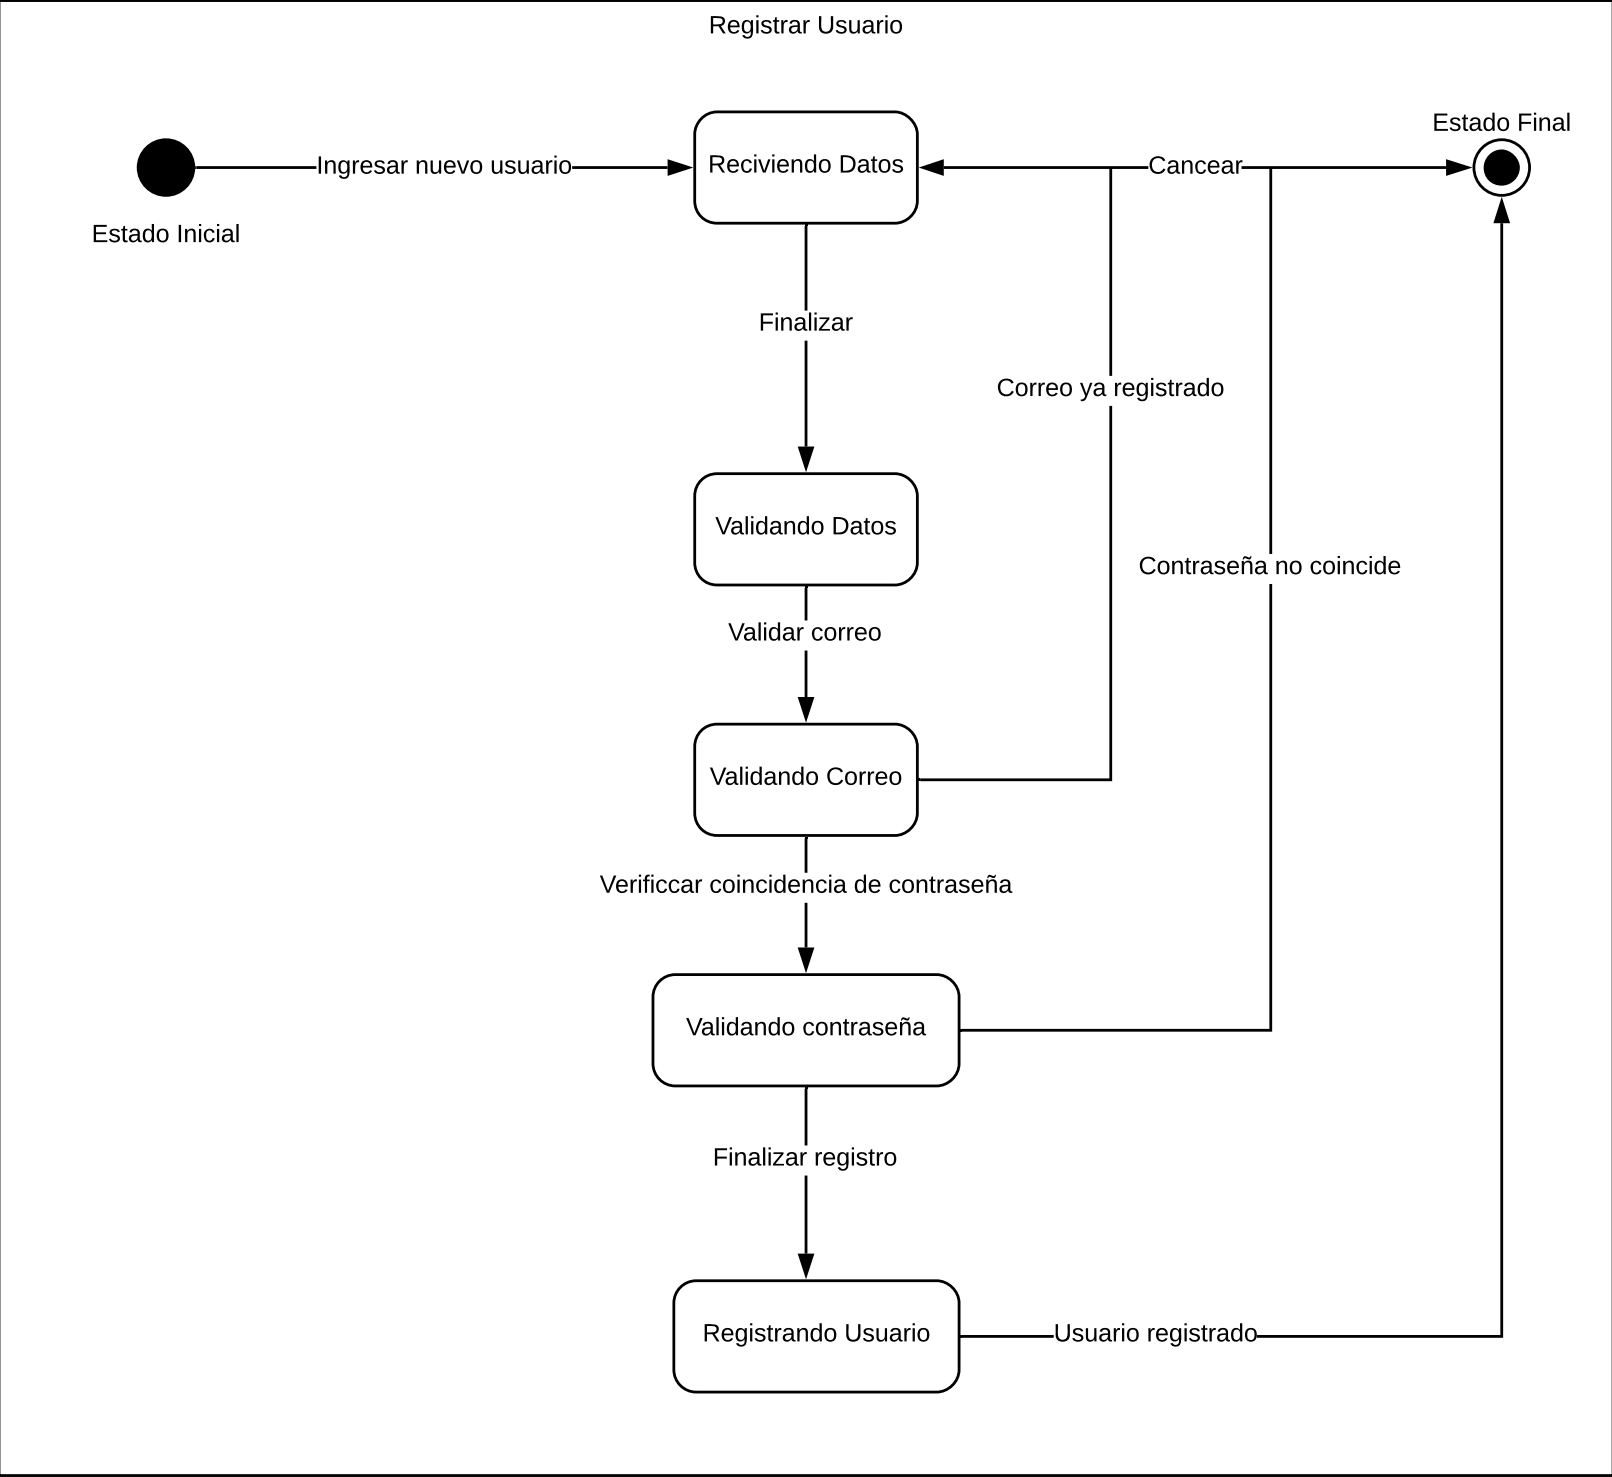 Registrar Usuario
Estado Final
Ingresar nuevo usuario
Reciviendo Datos
Cancear
Estado Inicial
Finalizar
Correo ya registrado
Validando Datos
Contraseña no coincide
Validar correo
Validando Correo
Verificcar coincidencia de contraseña
Validando contraseña
Finalizar registro
Registrando Usuario
Usuario registrado